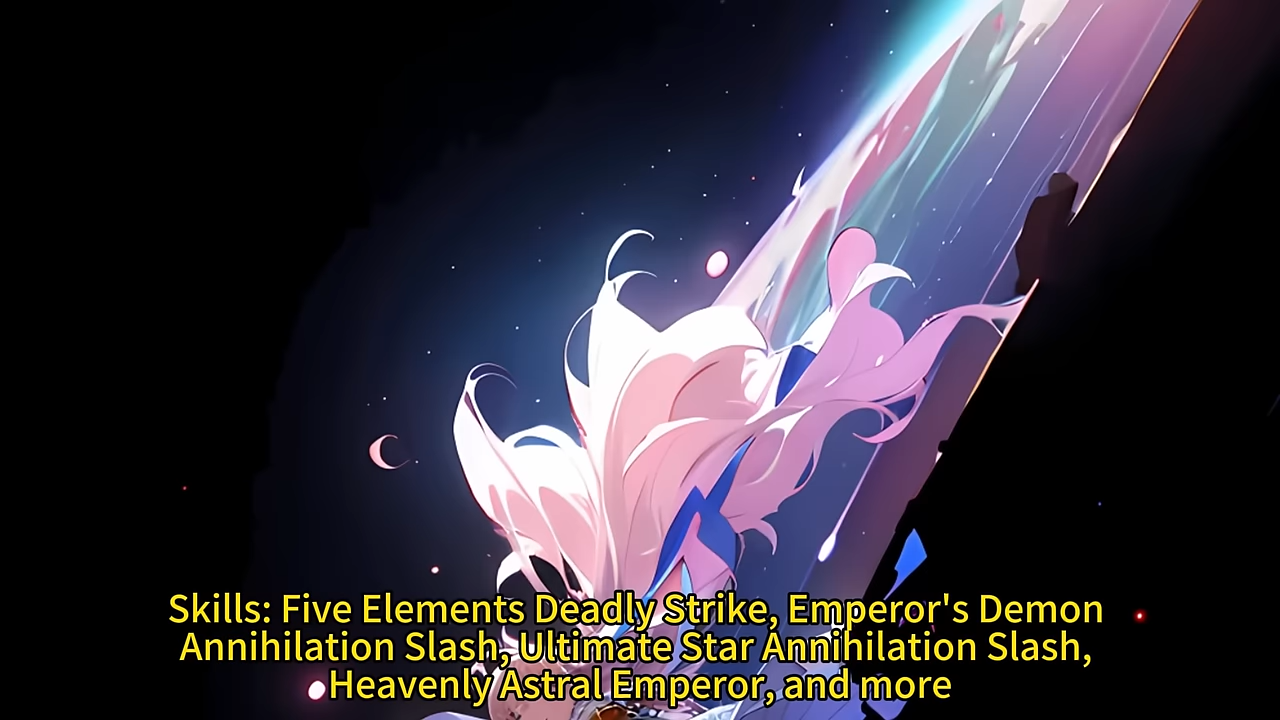 Skills: Five Elements Deadly Strike, Emperor's Demon
Annihilation Slash, Ultimate Star Annihilation Slash,
Heavenly Astral Emperor, and more